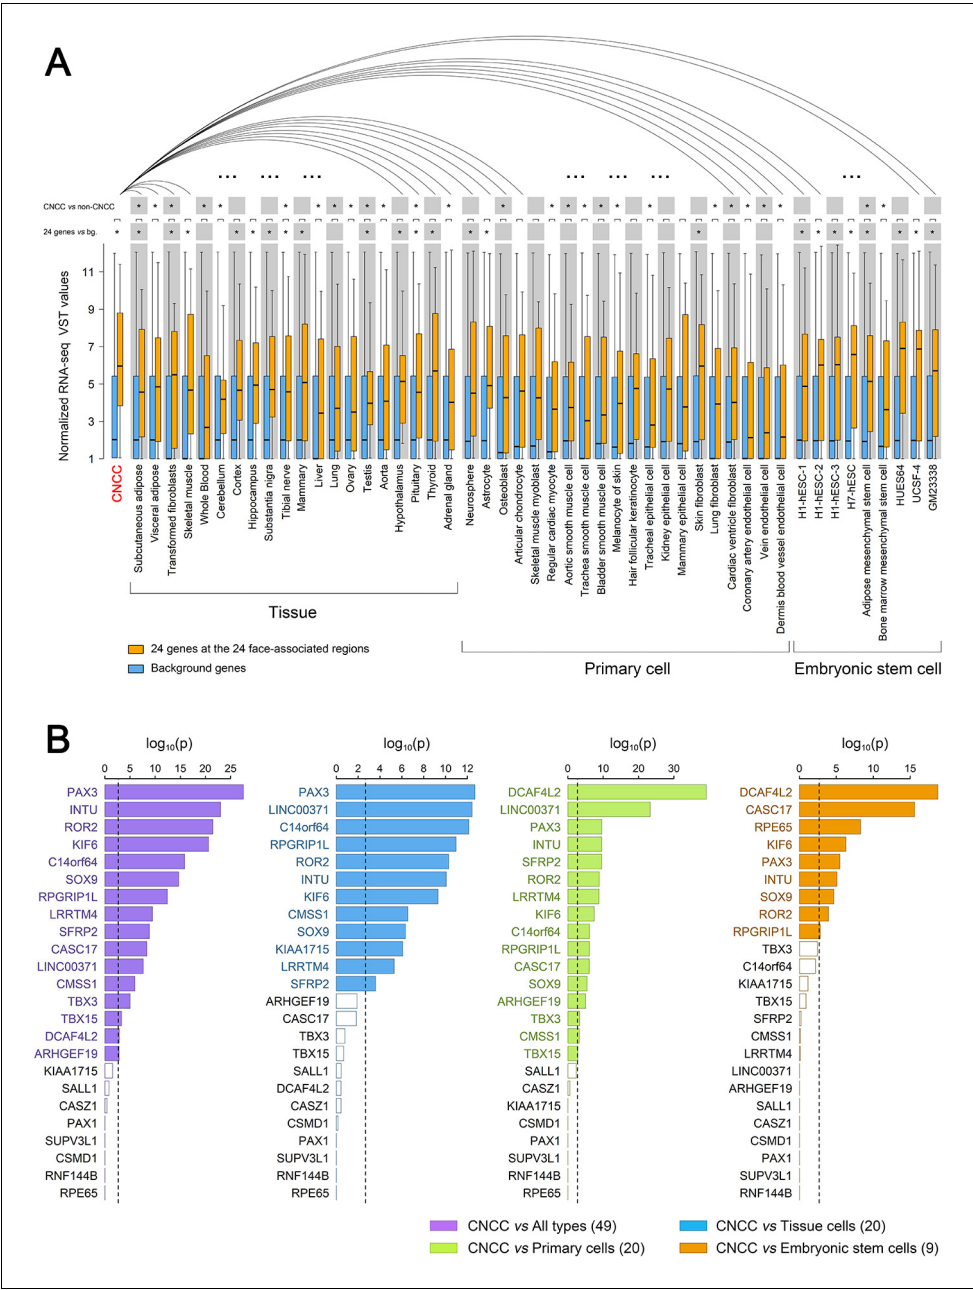 A
CNCC vs non-CNCC
24 genes vs bg.
Normalized RNA-seq VST values
11
9
7
5
3
1
CNCC
Subcutaneous adipose
Visceral adipose
Transformed fibroblasts
Skeletal muscle
Whole Blood
Cerebellum
Cortex
Hippocampus
Substantia nigra
Tibial nerve
Mammary
Liver
Lung
Ovary
Testis
Aorta
Hypothalamus
Pituitary
Thyroid
Adrenal gland
Neurosphere
Astrocyte
Osteoblast
Articular chondrocyte
Skeletal muscle myoblast
Regular cardiac myocyte
Aortic smooth muscle cell
Trachea smooth muscle cell
Bladder smooth muscle cell
Melanocyte of skin
Hair follicular keratinocyte
Tracheal epithelial cell
Kidney epithelial cell
Mammary epithelial cell
Skin fibroblast
Lung fibroblast
Cardiac ventricle fibroblast
Coronary artery endothelial cell
Vein endothelial cell
Dermis blood vessel endothelial cell
H1-hESC-1
H1-hESC-2
H1-hESC-3
H7-hESC
Adipose mesenchymal stem cell
Bone marrow mesenchymal stem cell
HUES64
UCSF-4
GM23338
Tissue
Primary cell
Embryonic stem cell
24 genes at the 24 face-associated regions
Background genes
B
log10(p)
0 5 10 15 20 25
PAX3
INTU
ROR2
KIF6
C14orf64
SOX9
RPGRIP1L
LRRTM4
SFRP2
CASC17
LINC00371
CMSS1
TBX3
TBX15
DCAF4L2
ARHGEF19
KIAA1715
SALL1
CASZ1
PAX1
SUPV3L1
CSMD1
RNF144B
RPE65
log10(p)
0 2 4 6 8 10 12
PAX3
LINC00371
C14orf64
RPGRIP1L
ROR2
INTU
KIF6
CMSS1
SOX9
KIAA1715
LRRTM4
SFRP2
ARHGEF19
CASC17
TBX3
TBX15
SALL1
DCAF4L2
CASZ1
CSMD1
PAX1
SUPV3L1
RNF144B
RPE65
log10(p)
0 10 20 30
DCAF4L2
LINC00371
PAX3
INTU
SFRP2
ROR2
LRRTM4
KIF6
C14orf64
RPGRIP1L
CASC17
SOX9
ARHGEF19
TBX3
CMSS1
TBX15
SALL1
CASZ1
KIAA1715
CSMD1
PAX1
SUPV3L1
RNF144B
RPE65
log10(p)
0 5 10 15
DCAF4L2
CASC17
RPE65
KIF6
PAX3
INTU
SOX9
ROR2
RPGRIP1L
TBX3
C14orf64
KIAA1715
TBX15
SFRP2
CMSS1
LRRTM4
LINC00371
ARHGEF19
SALL1
CASZ1
CSMD1
PAX1
SUPV3L1
RNF144B
CNCC vs All types (49)
CNCC vs Tissue cells (20)
CNCC vs Primary cells (20)
CNCC vs Embryonic stem cells (9)